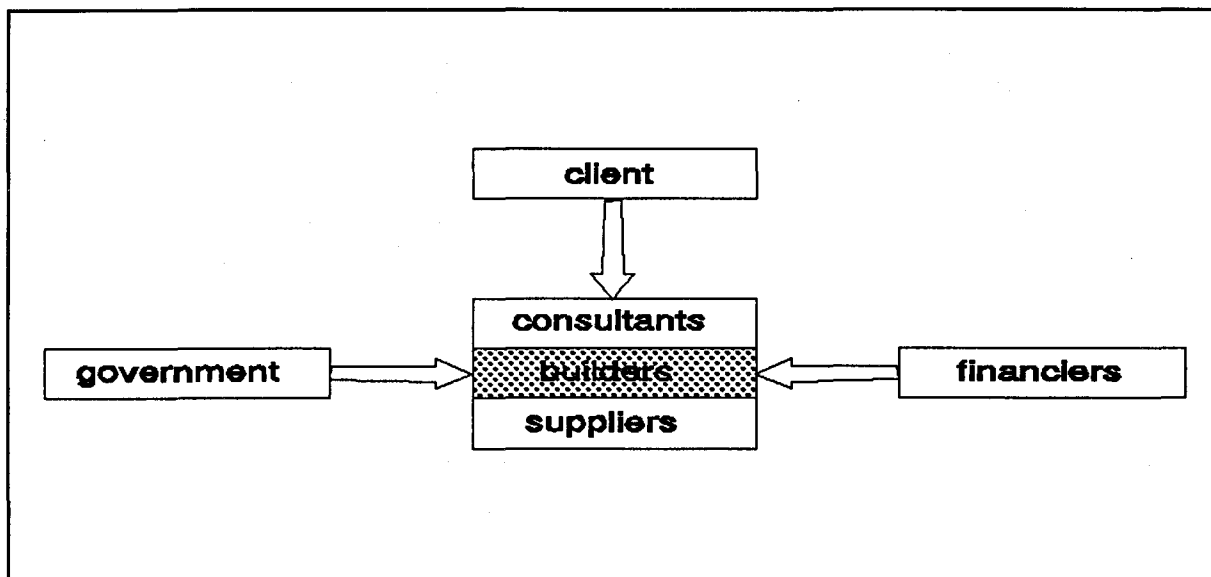 client
consultants
government
builders
financiers
suppliers